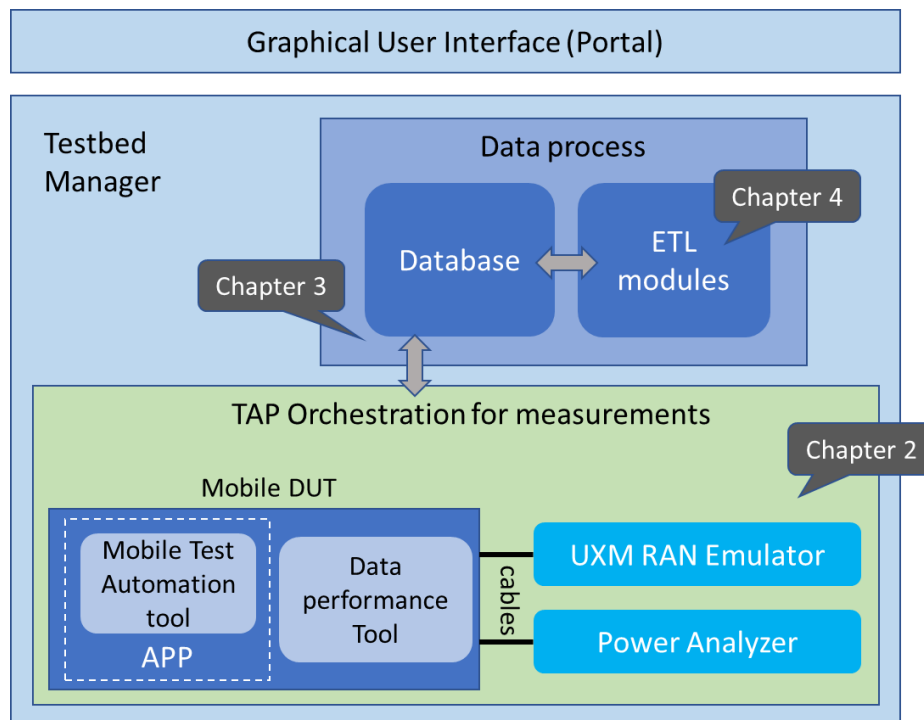 Graphical User Interface (Portal)
Testbed
Manager
Data process
Chapter 4
Database
ETL
modules
Chapter 3
TAP Orchestration for measurements
Chapter 2
Mobile DUT
Mobile Test
Automation
tool
APP
Data
performance
Tool
cables
UXM RAN Emulator
Power Analyzer